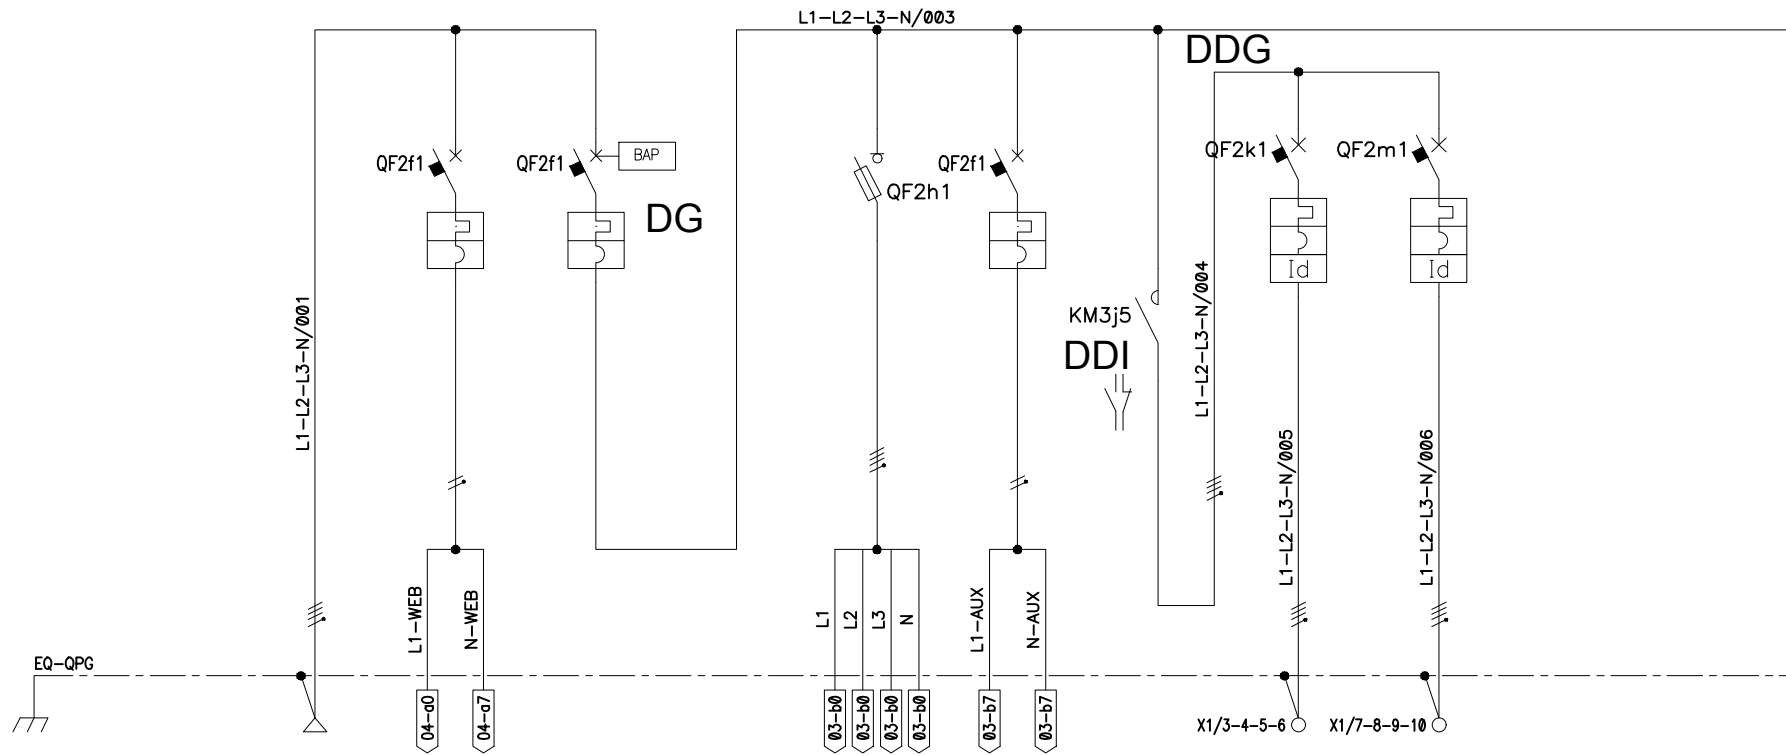 L1-L2-L3-N/003
DDG
QF2f1
QF2f1
BAP
QF2h1
QF2f1
QF2k1
QF2m1
DG
Id
Id
KM3j5
DDI
L1-L2-L3-N/001
L1-L2-L3-N/004
L1-L2-L3-N/005
L1-L2-L3-N/006
L1-WEB
N-WEB
L1
L2
L3
N
L1-AUX
N-AUX
EQ-QPG
04-a0
04-a7
03-b0
03-b0
03-b0
03-b0
03-b7
03-b7
X1/3-4-5-6
X1/7-8-9-10